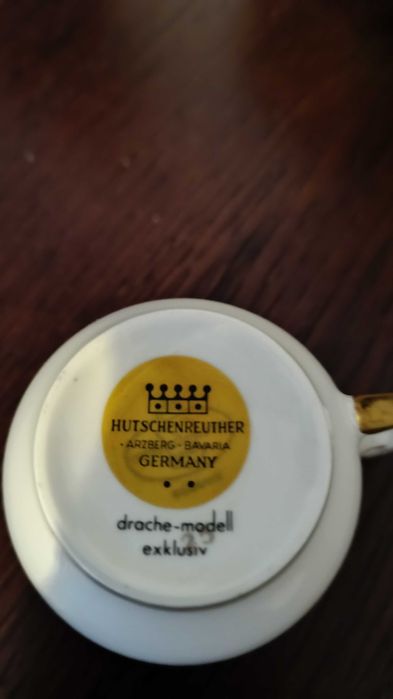 HUTSCHENREUTHER
· ARZBERG · BAVARIA
GERMANY
drache-modell
exklusiv